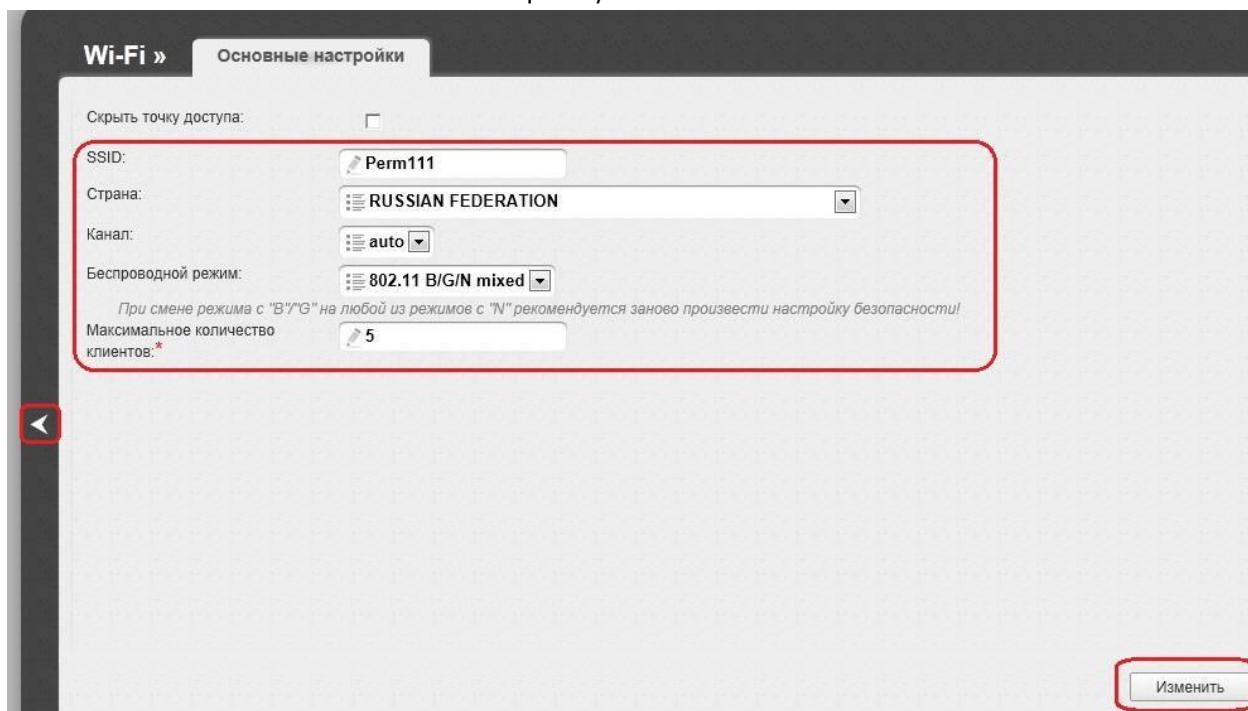 Wi-Fi »
Основные настройки
Скрыть точку доступа:
SSID:
Perm111
Страна:
RUSSIAN FEDERATION
Канал:
auto
Беспроводной режим:
802.11 B/G/N mixed
При смене режима с "B"/"G" на любой из режимов с "N" рекомендуется заново произвести настройку безопасности!
Максимальное количество
клиентов:*
5
Изменить